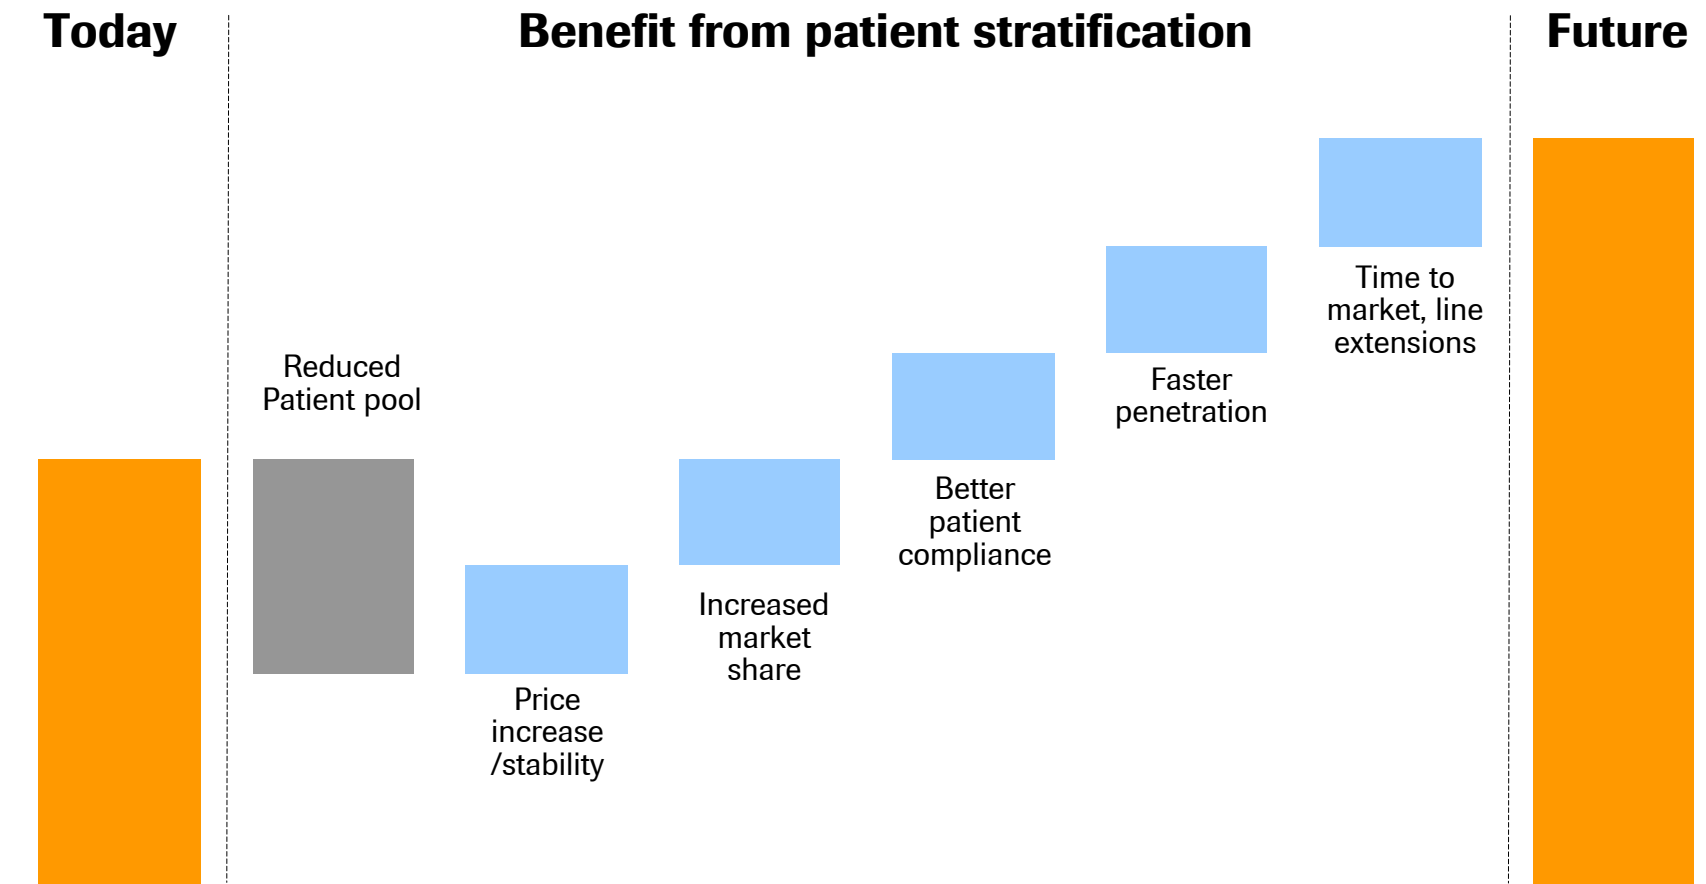 Today
Benefit from patient stratification
Future
Reduced
Patient pool
Price
increase
/stability
Increased
market
share
Better
patient
compliance
Faster
penetration
Time to
market, line
extensions